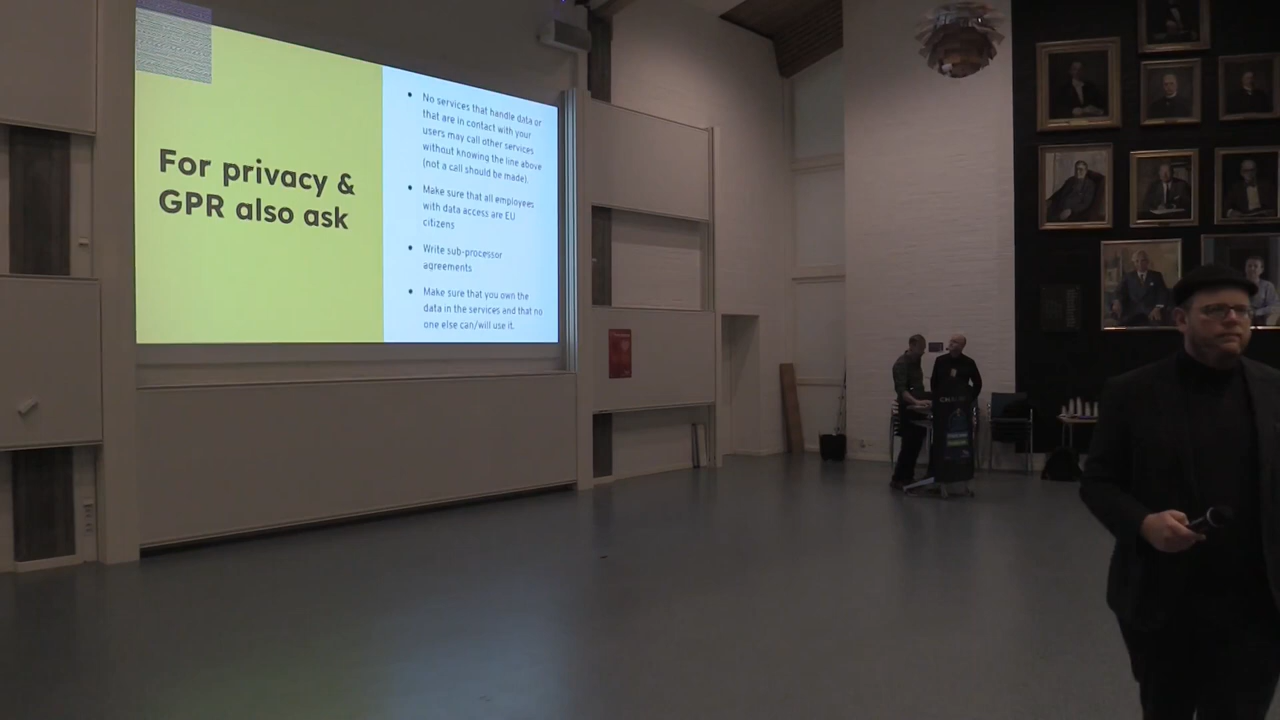 For privacy &
GPR also ask
No services that handle data or
that are in contact with your
users may call other services
without knowing the line above
(not a call should be made).
Make sure that all employees
with data access are EU
citizens
Write sub-processor
agreements
Make sure that you own the
data in the services and that no
one else can/will use it.